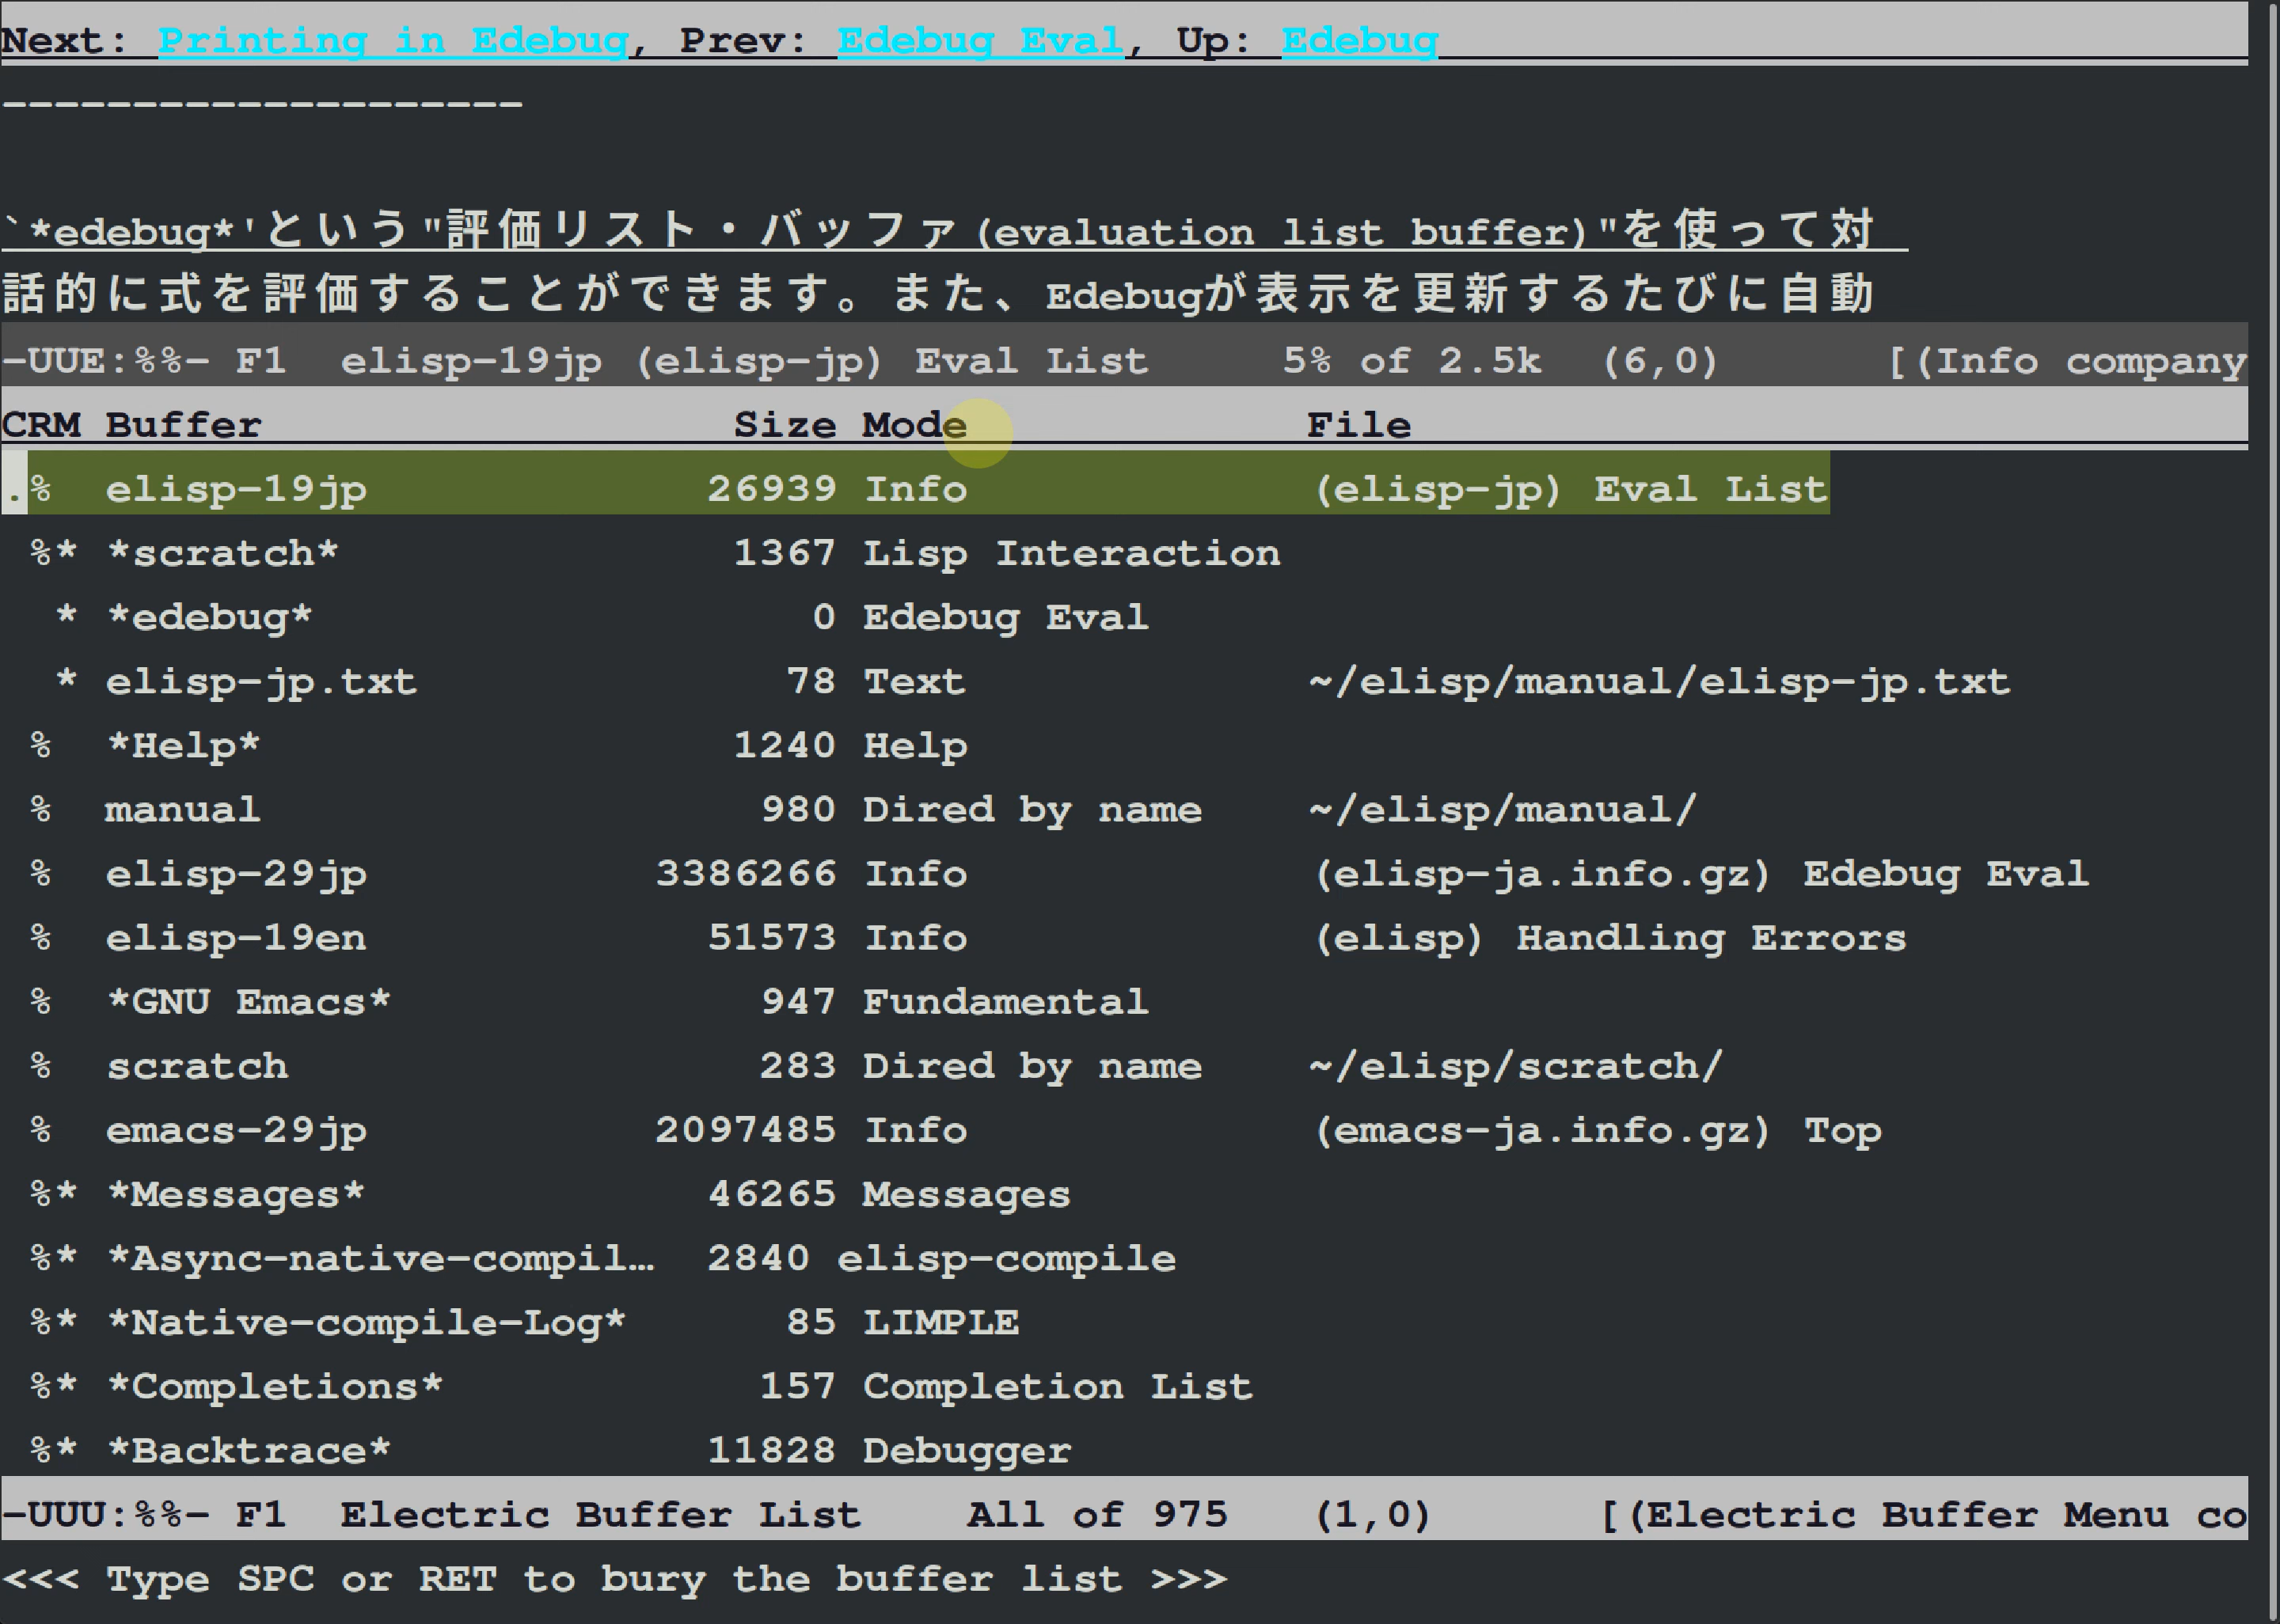 Next: Printing in Edebug, Prev: Edebug Eval, Up: Edebug
--------------------
`*edebug*'という"評価リスト・バッファ(evaluation list buffer)"を使って対
話的に式を評価することができます。また、Edebugが表示を更新するたびに自動
-UUE:%%- F1  elisp-19jp (elisp-jp) Eval List     5% of 2.5k  (6,0)      [(Info company
CRM Buffer                  Size Mode             File
.%  elisp-19jp             26939 Info             (elisp-jp) Eval List
 %* *scratch*               1367 Lisp Interaction
  * *edebug*                   0 Edebug Eval
  * elisp-jp.txt              78 Text             ~/elisp/manual/elisp-jp.txt
 %  *Help*                  1240 Help
 %  manual                   980 Dired by name    ~/elisp/manual/
 %  elisp-29jp           3386266 Info             (elisp-ja.info.gz) Edebug Eval
 %  elisp-19en             51573 Info             (elisp) Handling Errors
 %  *GNU Emacs*              947 Fundamental
 %  scratch                  283 Dired by name    ~/elisp/scratch/
 %  emacs-29jp           2097485 Info             (emacs-ja.info.gz) Top
 %* *Messages*             46265 Messages
 %* *Async-native-compil…  2840 elisp-compile
 %* *Native-compile-Log*      85 LIMPLE
 %* *Completions*            157 Completion List
 %* *Backtrace*            11828 Debugger
-UUU:%%- F1  Electric Buffer List    All of 975   (1,0)      [(Electric Buffer Menu co
<<< Type SPC or RET to bury the buffer list >>>